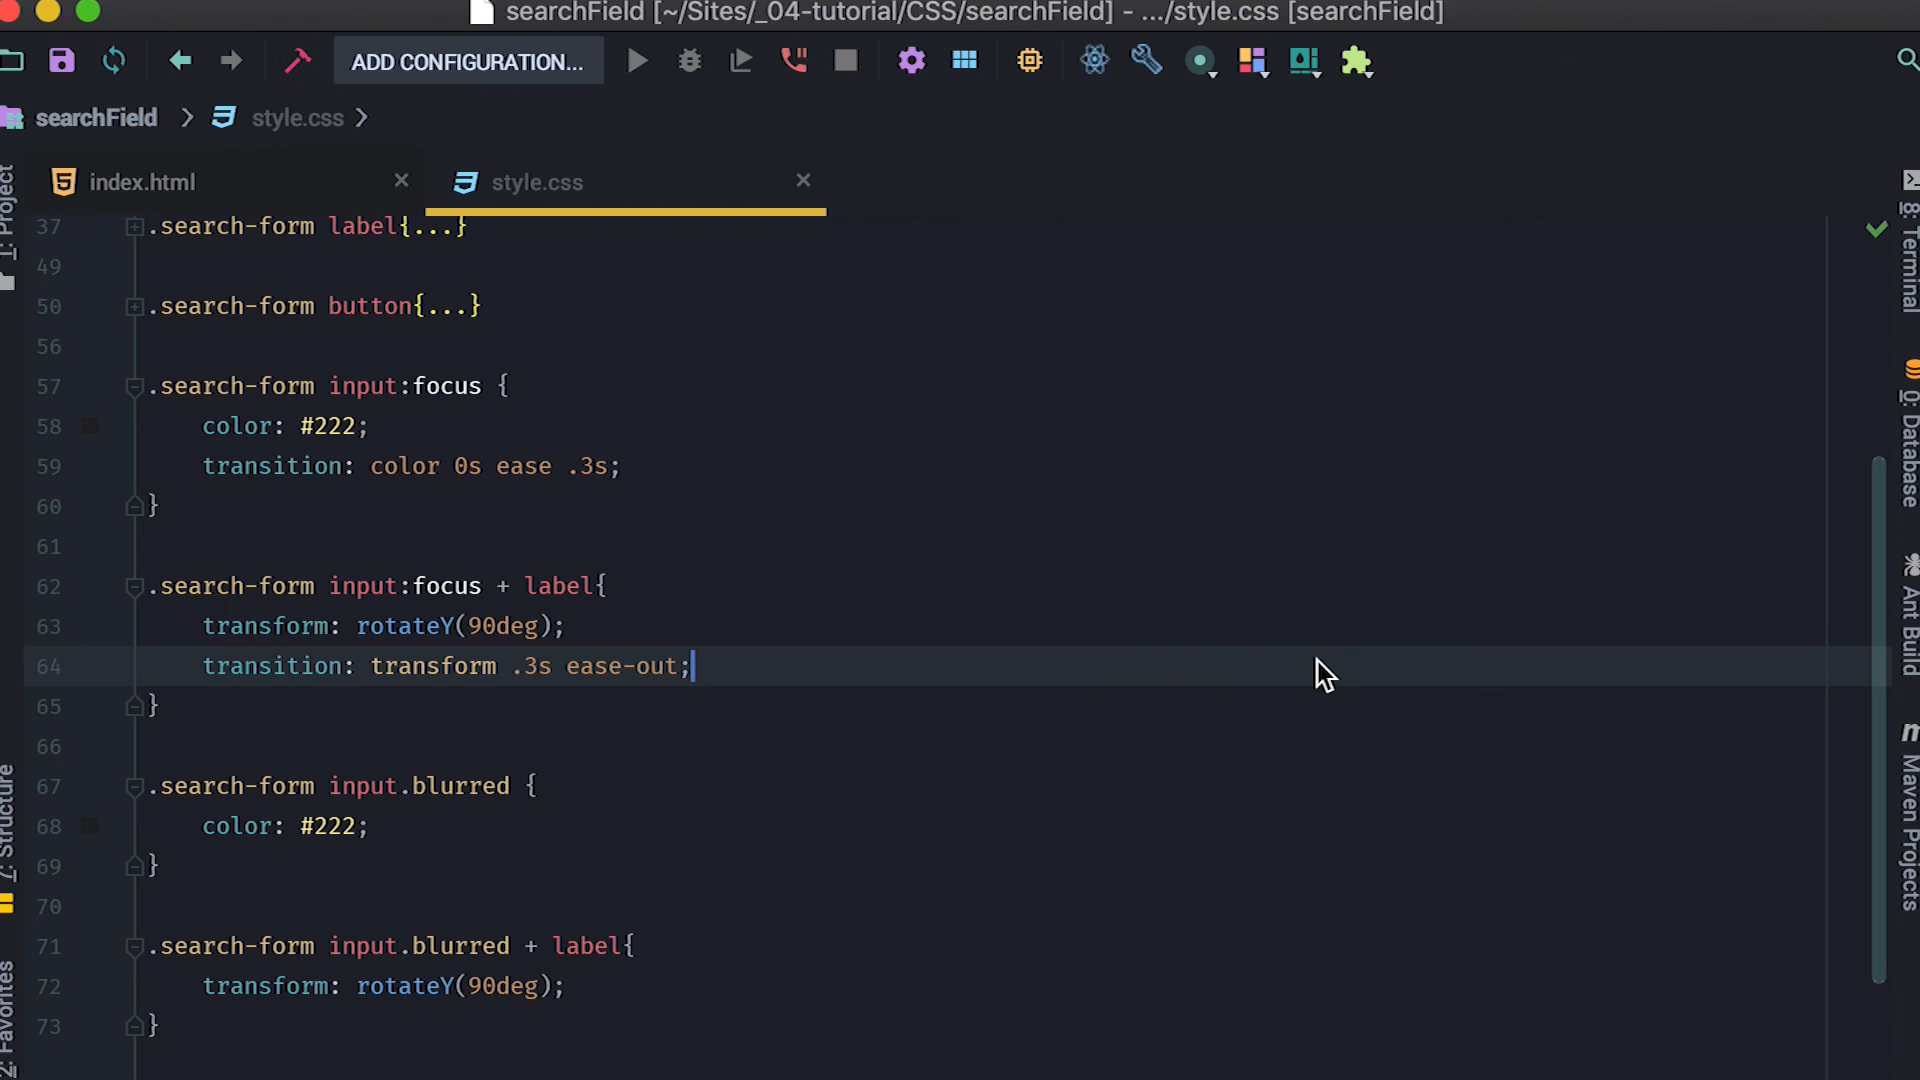 searchField [~/Sites/_04-tutorial/CSS/searchField] - .../style.css [searchField]
ADD CONFIGURATION...
searchField
style.css
index.html
style.css
1: Project
7: Structure
2: Favorites
37 .search-form label{...}
49
50 .search-form button{...}
56
57 .search-form input:focus {
58 color: #222;
59 transition: color 0s ease .3s;
60 }
61
62 .search-form input:focus + label{
63 transform: rotateY(90deg);
64 transition: transform .3s ease-out;
65 }
66
67 .search-form input.blurred {
68 color: #222;
69 }
70
71 .search-form input.blurred + label{
72 transform: rotateY(90deg);
73 }
8: Terminal
0: Database
Ant Build
m Maven Projects